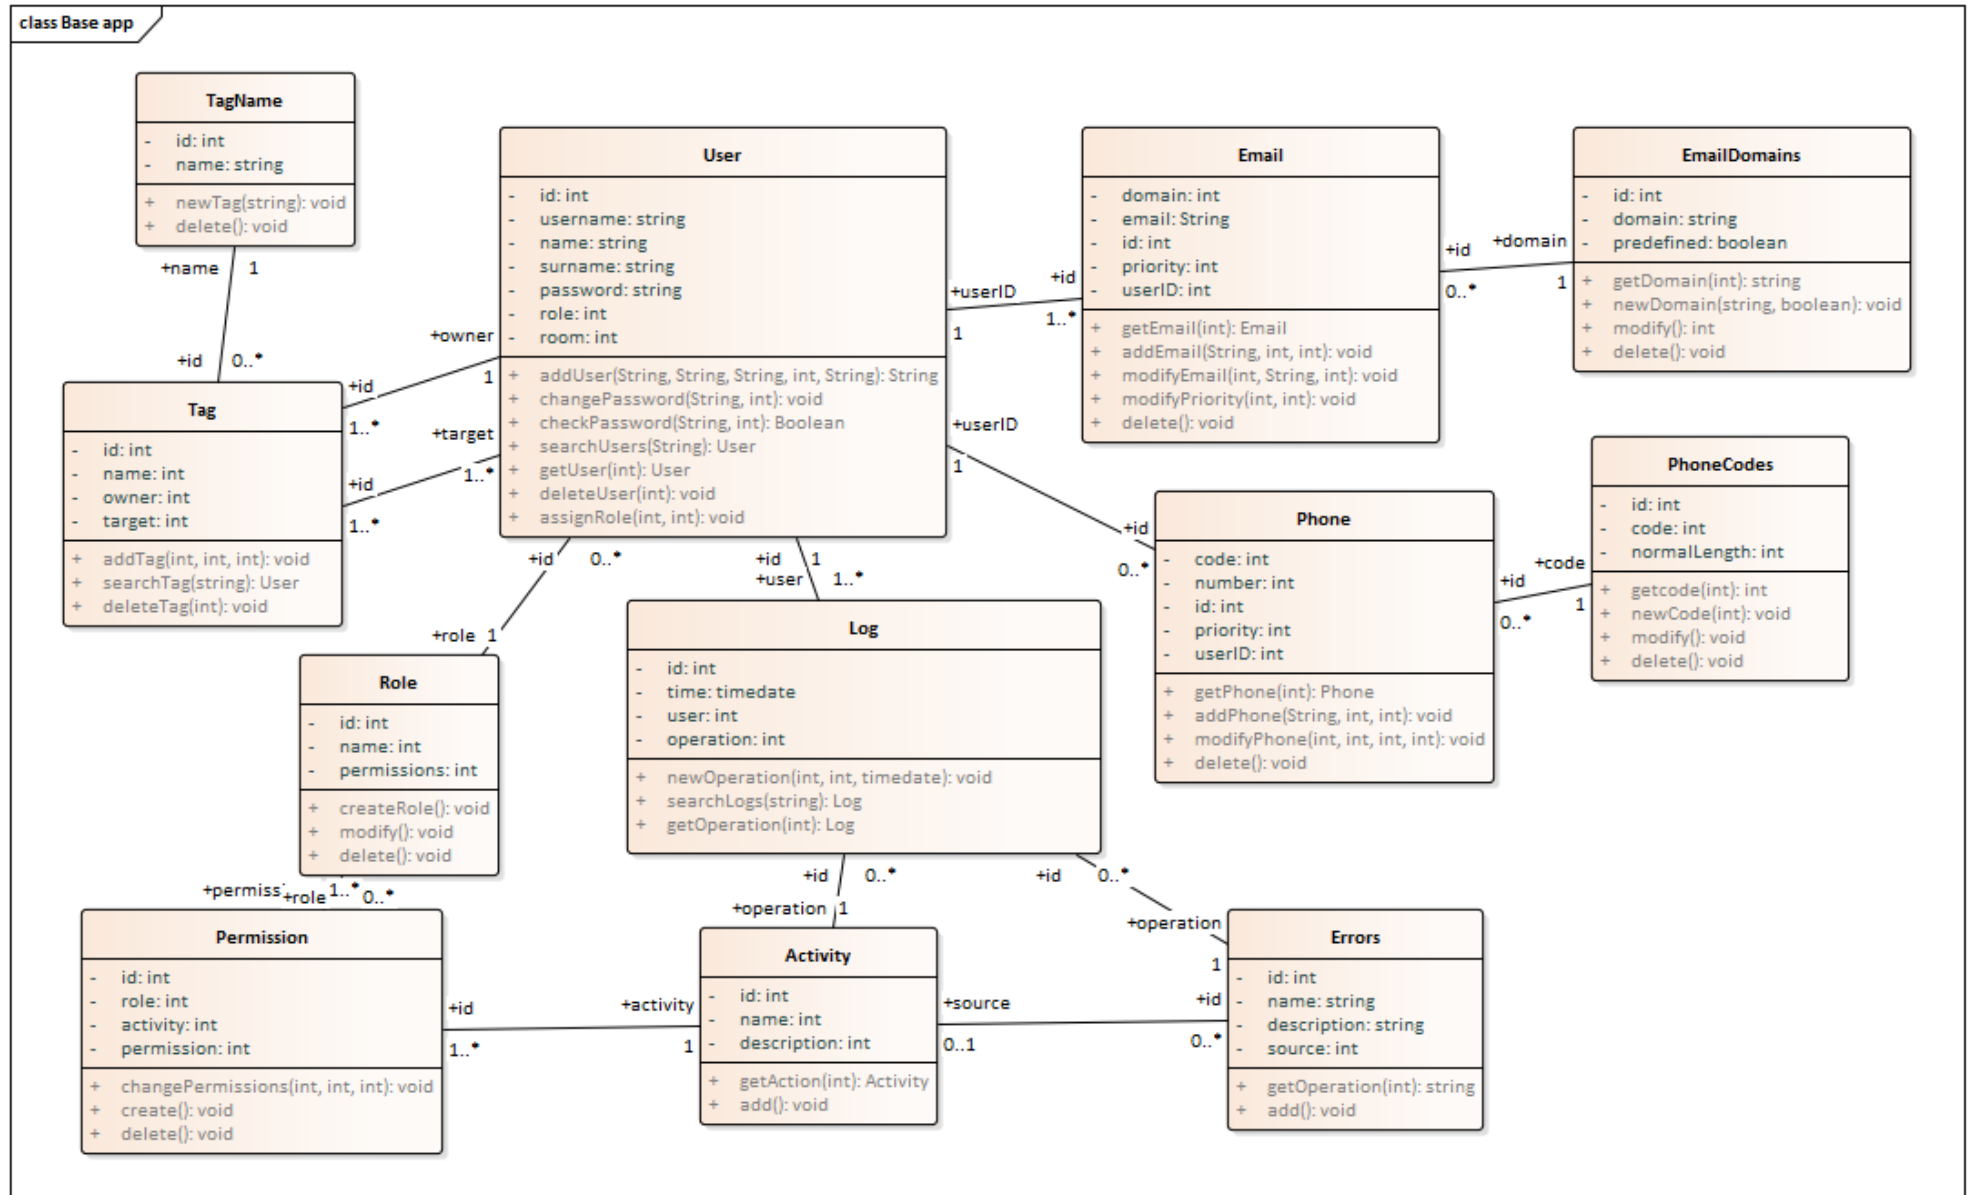 class Base app
TagName
- id: int
- name: string
+ newTag(string): void
+ delete(): void
+name 1
+id 0..*
Tag
- id: int
- name: int
- owner: int
- target: int
+ addTag(int, int, int): void
+ searchTag(string): User
+ deleteTag(int): void
+owner
1
+id
1..*
+target
1..*
+id
1..*
User
- id: int
- username: string
- name: string
- surname: string
- password: string
- role: int
- room: int
+ addUser(String, String, String, int, String): String
+ changePassword(String, int): void
+ checkPassword(String, int): Boolean
+ searchUsers(String): User
+ getUser(int): User
+ deleteUser(int): void
+ assignRole(int, int): void
+userID
1
+id
1..*
Email
- domain: int
- email: String
- id: int
- priority: int
- userID: int
+ getEmail(int): Email
+ addEmail(String, int, int): void
+ modifyEmail(int, String, int): void
+ modifyPriority(int, int): void
+ delete(): void
+id
0..*
+domain
1
EmailDomains
- id: int
- domain: string
- predefined: boolean
+ getDomain(int): string
+ newDomain(string, boolean): void
+ modify(): int
+ delete(): void
+userID
1
+id
0..*
Phone
- code: int
- number: int
- id: int
- priority: int
- userID: int
+ getPhone(int): Phone
+ addPhone(String, int, int): void
+ modifyPhone(int, int, int, int): void
+ delete(): void
+id
0..*
+code
1
PhoneCodes
- id: int
- code: int
- normalLength: int
+ getcode(int): int
+ newCode(int): void
+ modify(): void
+ delete(): void
+id 0..*
+role 1
Role
- id: int
- name: int
- permissions: int
+ createRole(): void
+ modify(): void
+ delete(): void
+id 1
+user 1..*
Log
- id: int
- time: timedate
- user: int
- operation: int
+ newOperation(int, int, timedate): void
+ searchLogs(string): Log
+ getOperation(int): Log
+permiss
+role
1..*
0..*
Permission
- id: int
- role: int
- activity: int
- permission: int
+ changePermissions(int, int, int): void
+ create(): void
+ delete(): void
+id
1..*
+activity
1
+id 0..*
+operation 1
Activity
- id: int
- name: int
- description: int
+ getAction(int): Activity
+ add(): void
+id 0..*
+operation
1
+source
0..1
+id
0..*
Errors
- id: int
- name: string
- description: string
- source: int
+ getOperation(int): string
+ add(): void